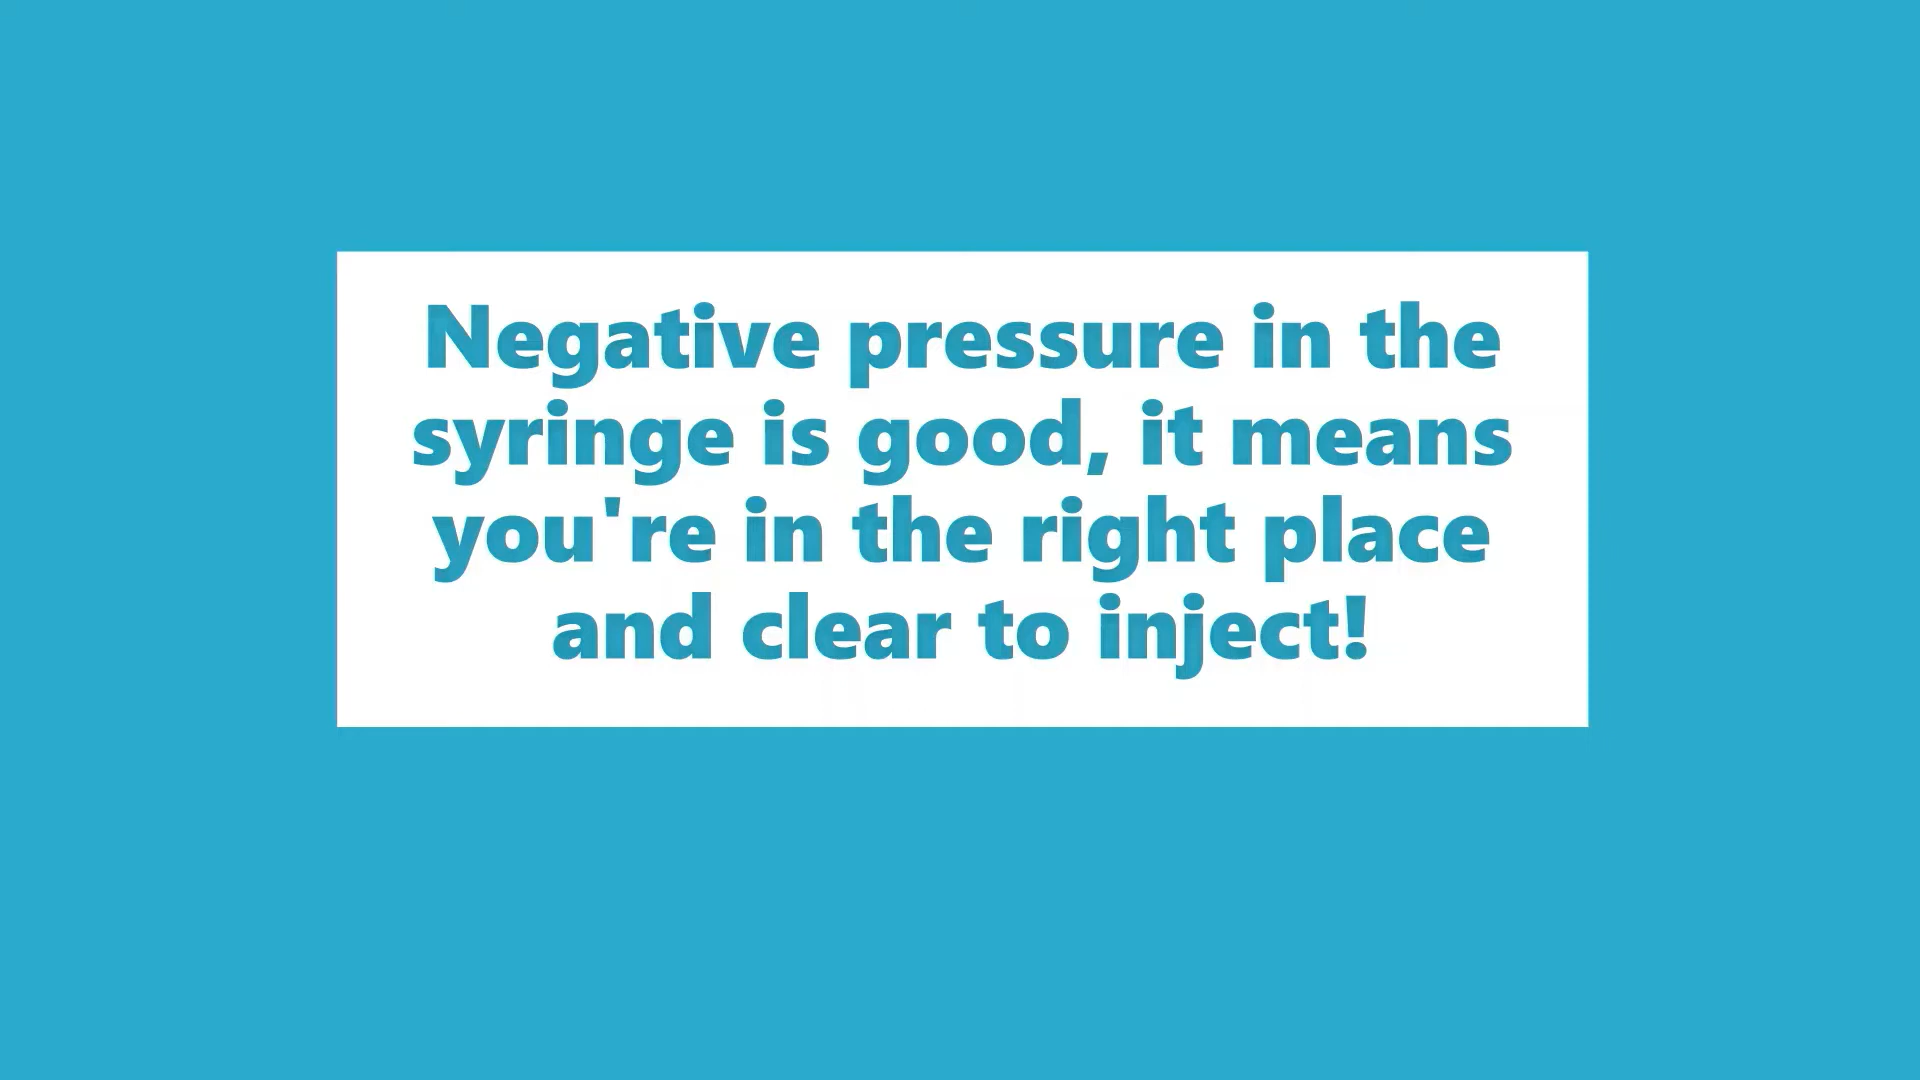 Negative pressure in the
syringe is good, it means
you're in the right place
and clear to inject!